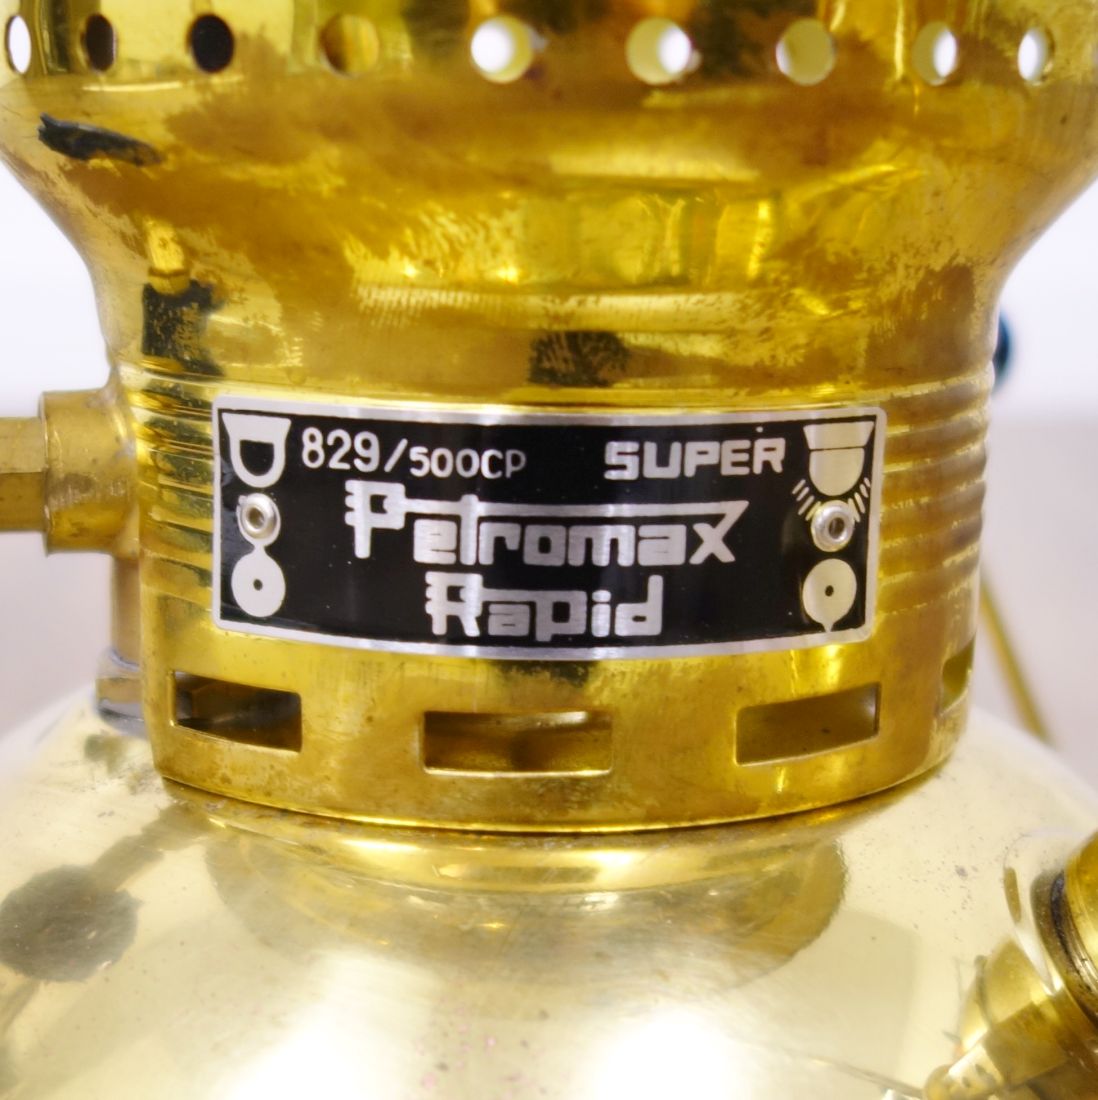 829/500CP SUPER
Petromax
Rapid